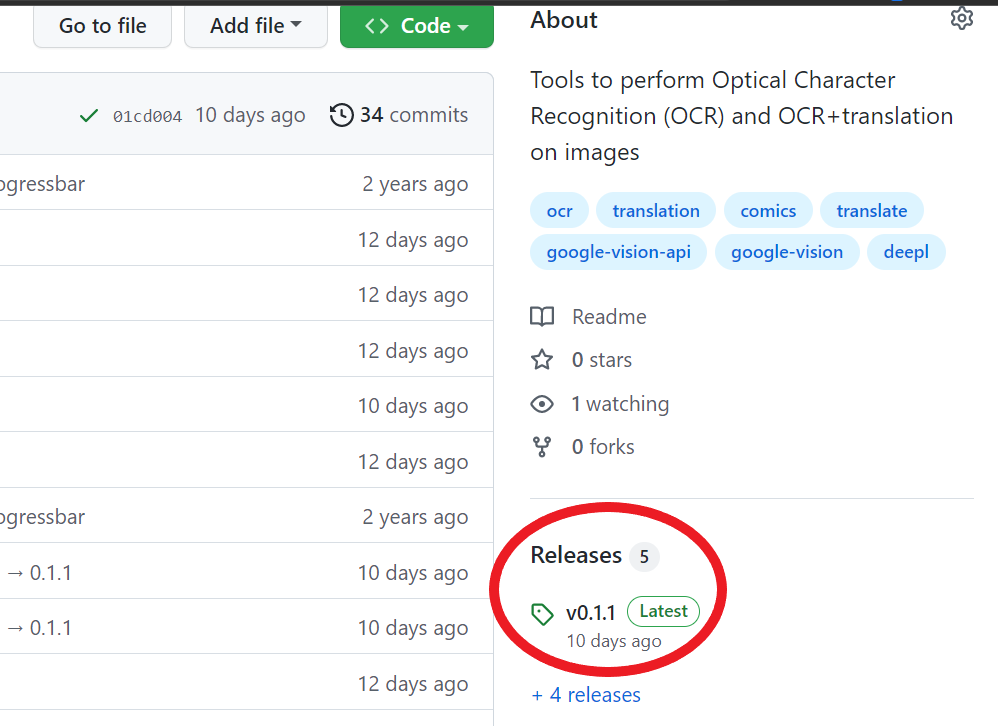 Go to file
Add file
Code
01cd004 10 days ago 34 commits
ogressbar 2 years ago
12 days ago
12 days ago
12 days ago
10 days ago
12 days ago
ogressbar 2 years ago
→ 0.1.1 10 days ago
→ 0.1.1 10 days ago
12 days ago
About
Tools to perform Optical Character
Recognition (OCR) and OCR+translation
on images
ocr translation comics translate
google-vision-api google-vision deepl
Readme
0 stars
1 watching
0 forks
Releases 5
v0.1.1 Latest
10 days ago
+ 4 releases